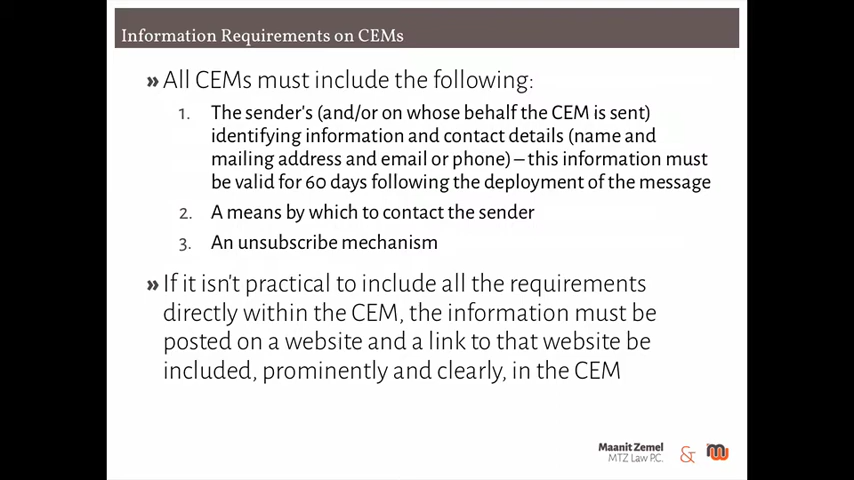 Information Requirements on CEMs
» All CEMs must include the following:
1. The sender's (and/or on whose behalf the CEM is sent)
identifying information and contact details (name and
mailing address and email or phone) – this information must
be valid for 60 days following the deployment of the message
2. A means by which to contact the sender
3. An unsubscribe mechanism
» If it isn't practical to include all the requirements
directly within the CEM, the information must be
posted on a website and a link to that website be
included, prominently and clearly, in the CEM
Maanit Zemel
MTZ Law P.C.
&